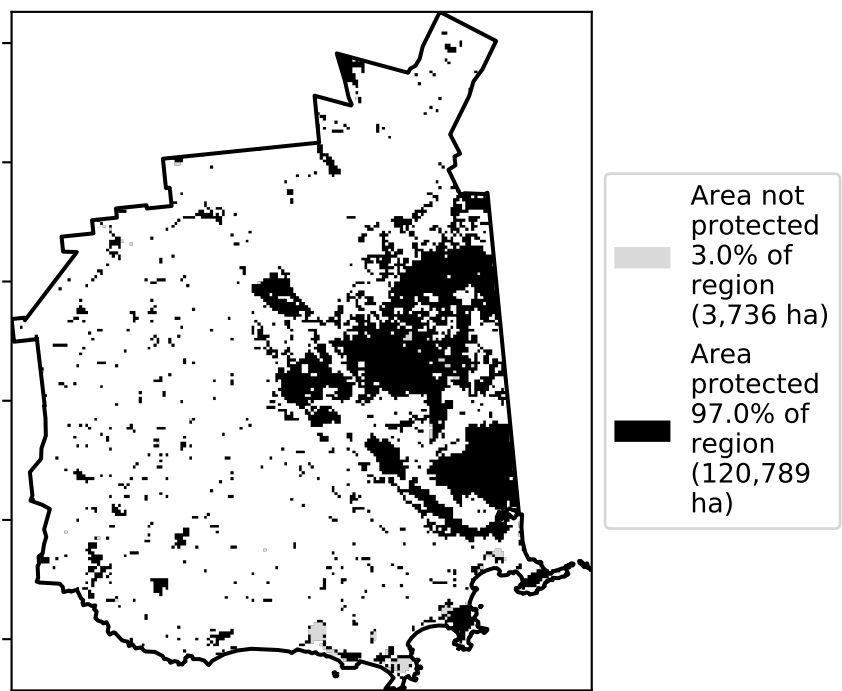 Area not
protected
3.0% of
region
(3,736 ha)
Area
protected
97.0% of
region
(120,789
ha)